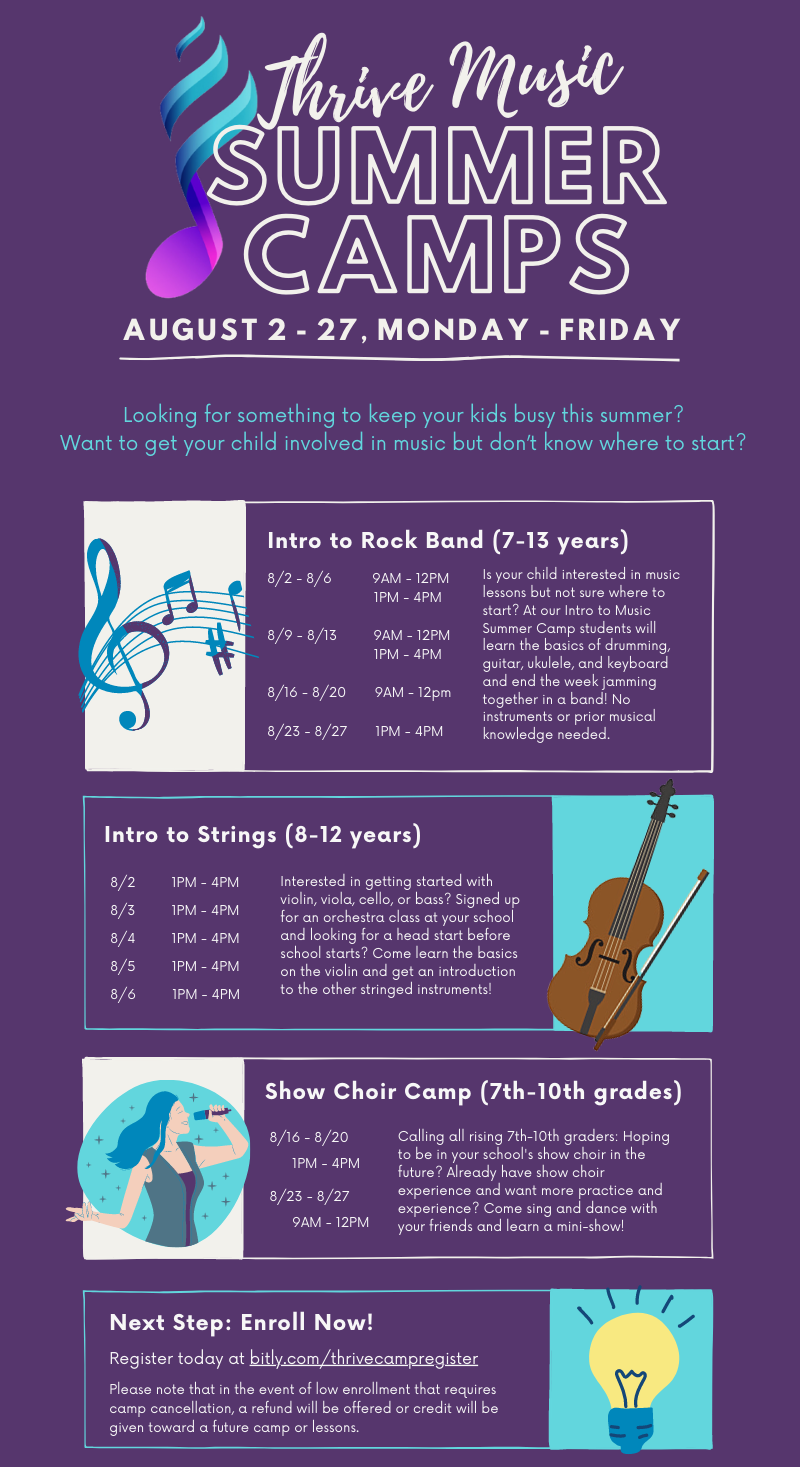 Thrive Music
SUMMER
CAMPS
AUGUST 2 - 27, MONDAY - FRIDAY
Looking for something to keep your kids busy this summer?
Want to get your child involved in music but don't know where to start?
Intro to Rock Band (7-13 years)
8/2 - 8/6 9AM - 12PM
1PM - 4PM
8/9 - 8/13 9AM - 12PM
1PM - 4PM
8/16 - 8/20 9AM - 12pm
8/23 - 8/27 1PM - 4PM
Is your child interested in music
lessons but not sure where to
start? At our Intro to Music
Summer Camp students will
learn the basics of drumming,
guitar, ukulele, and keyboard
and end the week jamming
together in a band! No
instruments or prior musical
knowledge needed.
Intro to Strings (8-12 years)
8/2 1PM - 4PM
8/3 1PM - 4PM
8/4 1PM - 4PM
8/5 1PM - 4PM
8/6 1PM - 4PM
Interested in getting started with
violin, viola, cello, or bass? Signed up
for an orchestra class at your school
and looking for a head start before
school starts? Come learn the basics
on the violin and get an introduction
to the other stringed instruments!
Show Choir Camp (7th-10th grades)
8/16 - 8/20
1PM - 4PM
8/23 - 8/27
9AM - 12PM
Calling all rising 7th-10th graders: Hoping
to be in your school's show choir in the
future? Already have show choir
experience and want more practice and
experience? Come sing and dance with
your friends and learn a mini-show!
Next Step: Enroll Now!
Register today at bitly.com/thrivecampregister
Please note that in the event of low enrollment that requires
camp cancellation, a refund will be offered or credit will be
given toward a future camp or lessons.